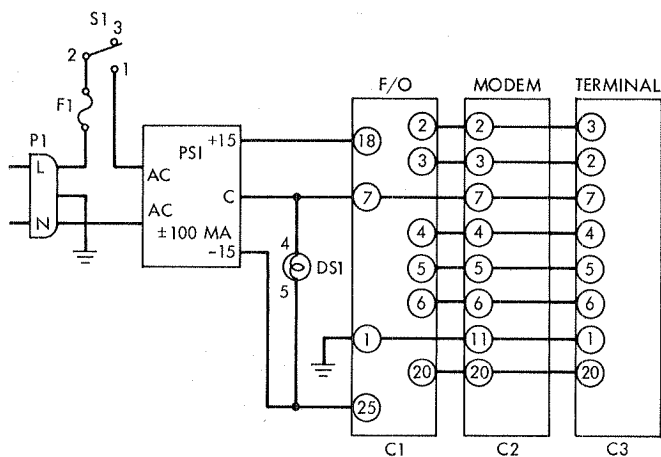 S1
3
2
1
F1
P1
L
N
+15
PS1
AC
C
AC
±100 MA
-15
4
DS1
5
F/O MODEM TERMINAL
2 2 3
18
3 3 2
7 7 7
4 4 4
5 5 5
6 6 6
1 11 1
20 20 20
25
C1 C2 C3